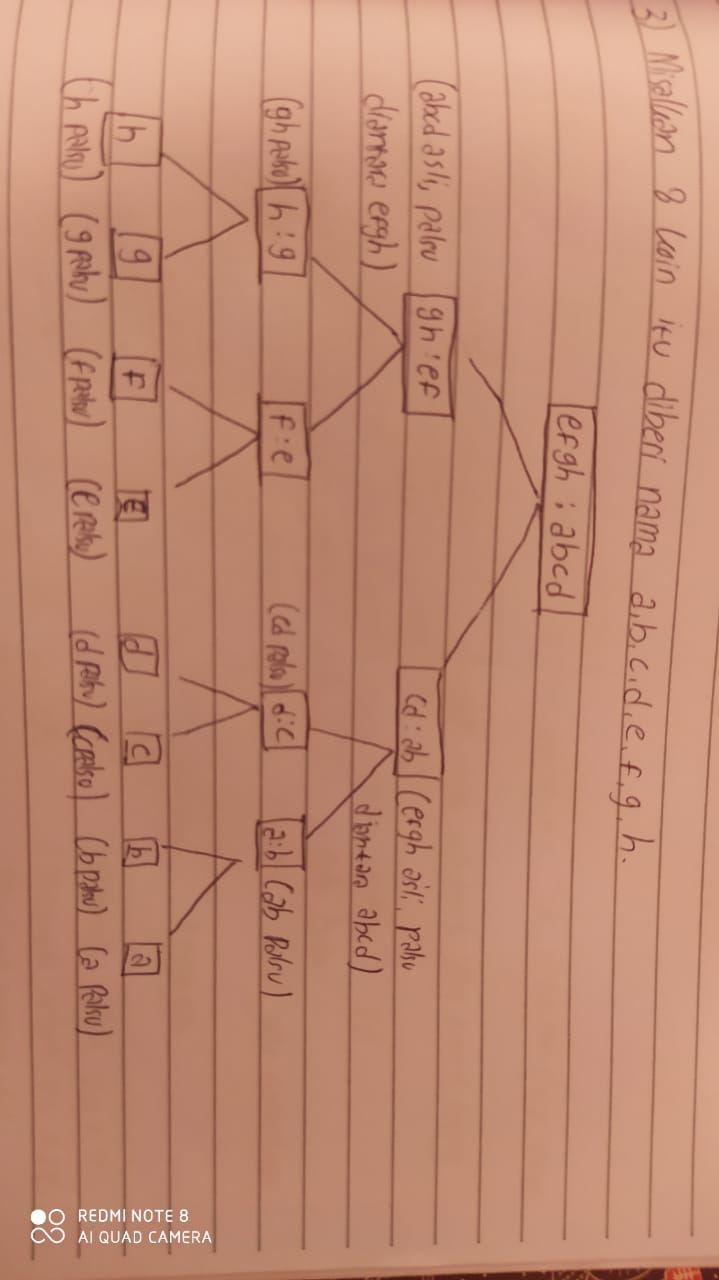 3) Misalkan 8 koin itu diberi nama a,b,c,d,e,f,g,h.
efgh : abcd
(abcd asli, palsu diantara efgh)
gh : ef
cd : ab
(efgh asli, palsu diantara abcd)
(gh palsu) h : g
f : e
(cd palsu) d:c
a:b (ab palsu)
h g f e d c b a
(h palsu) (g palsu) (f palsu) (e palsu) (d palsu) (c palsu) (b palsu) (a palsu)
REDMI NOTE 8
AI QUAD CAMERA